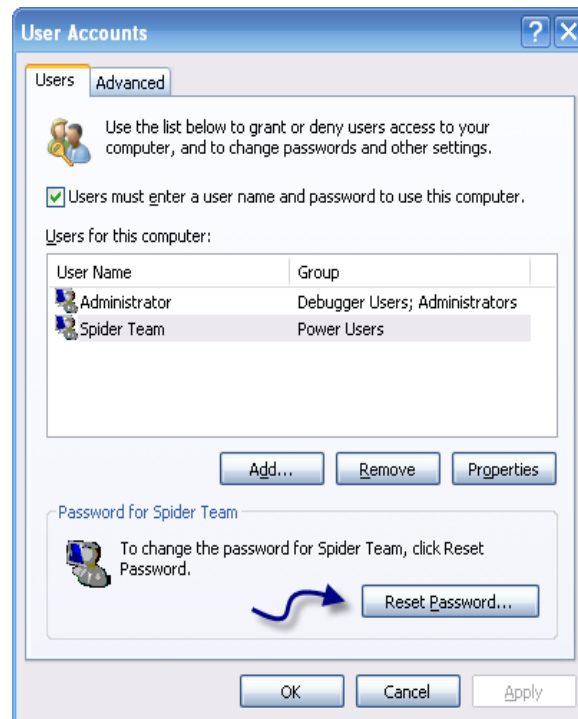 User Accounts
Users Advanced
Use the list below to grant or deny users access to your
computer, and to change passwords and other settings.
Users must enter a user name and password to use this computer.
Users for this computer:
User Name Group
Administrator Debugger Users; Administrators
Spider Team Power Users
Add... Remove Properties
Password for Spider Team
To change the password for Spider Team, click Reset
Password.
Reset Password...
OK Cancel Apply